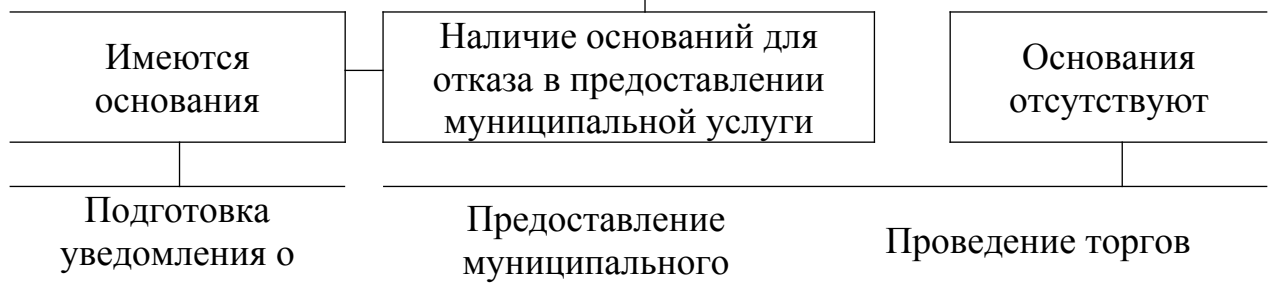 Имеются
основания
Наличие оснований для
отказа в предоставлении
муниципальной услуги
Основания
отсутствуют
Подготовка
уведомления о
Предоставление
муниципального
Проведение торгов